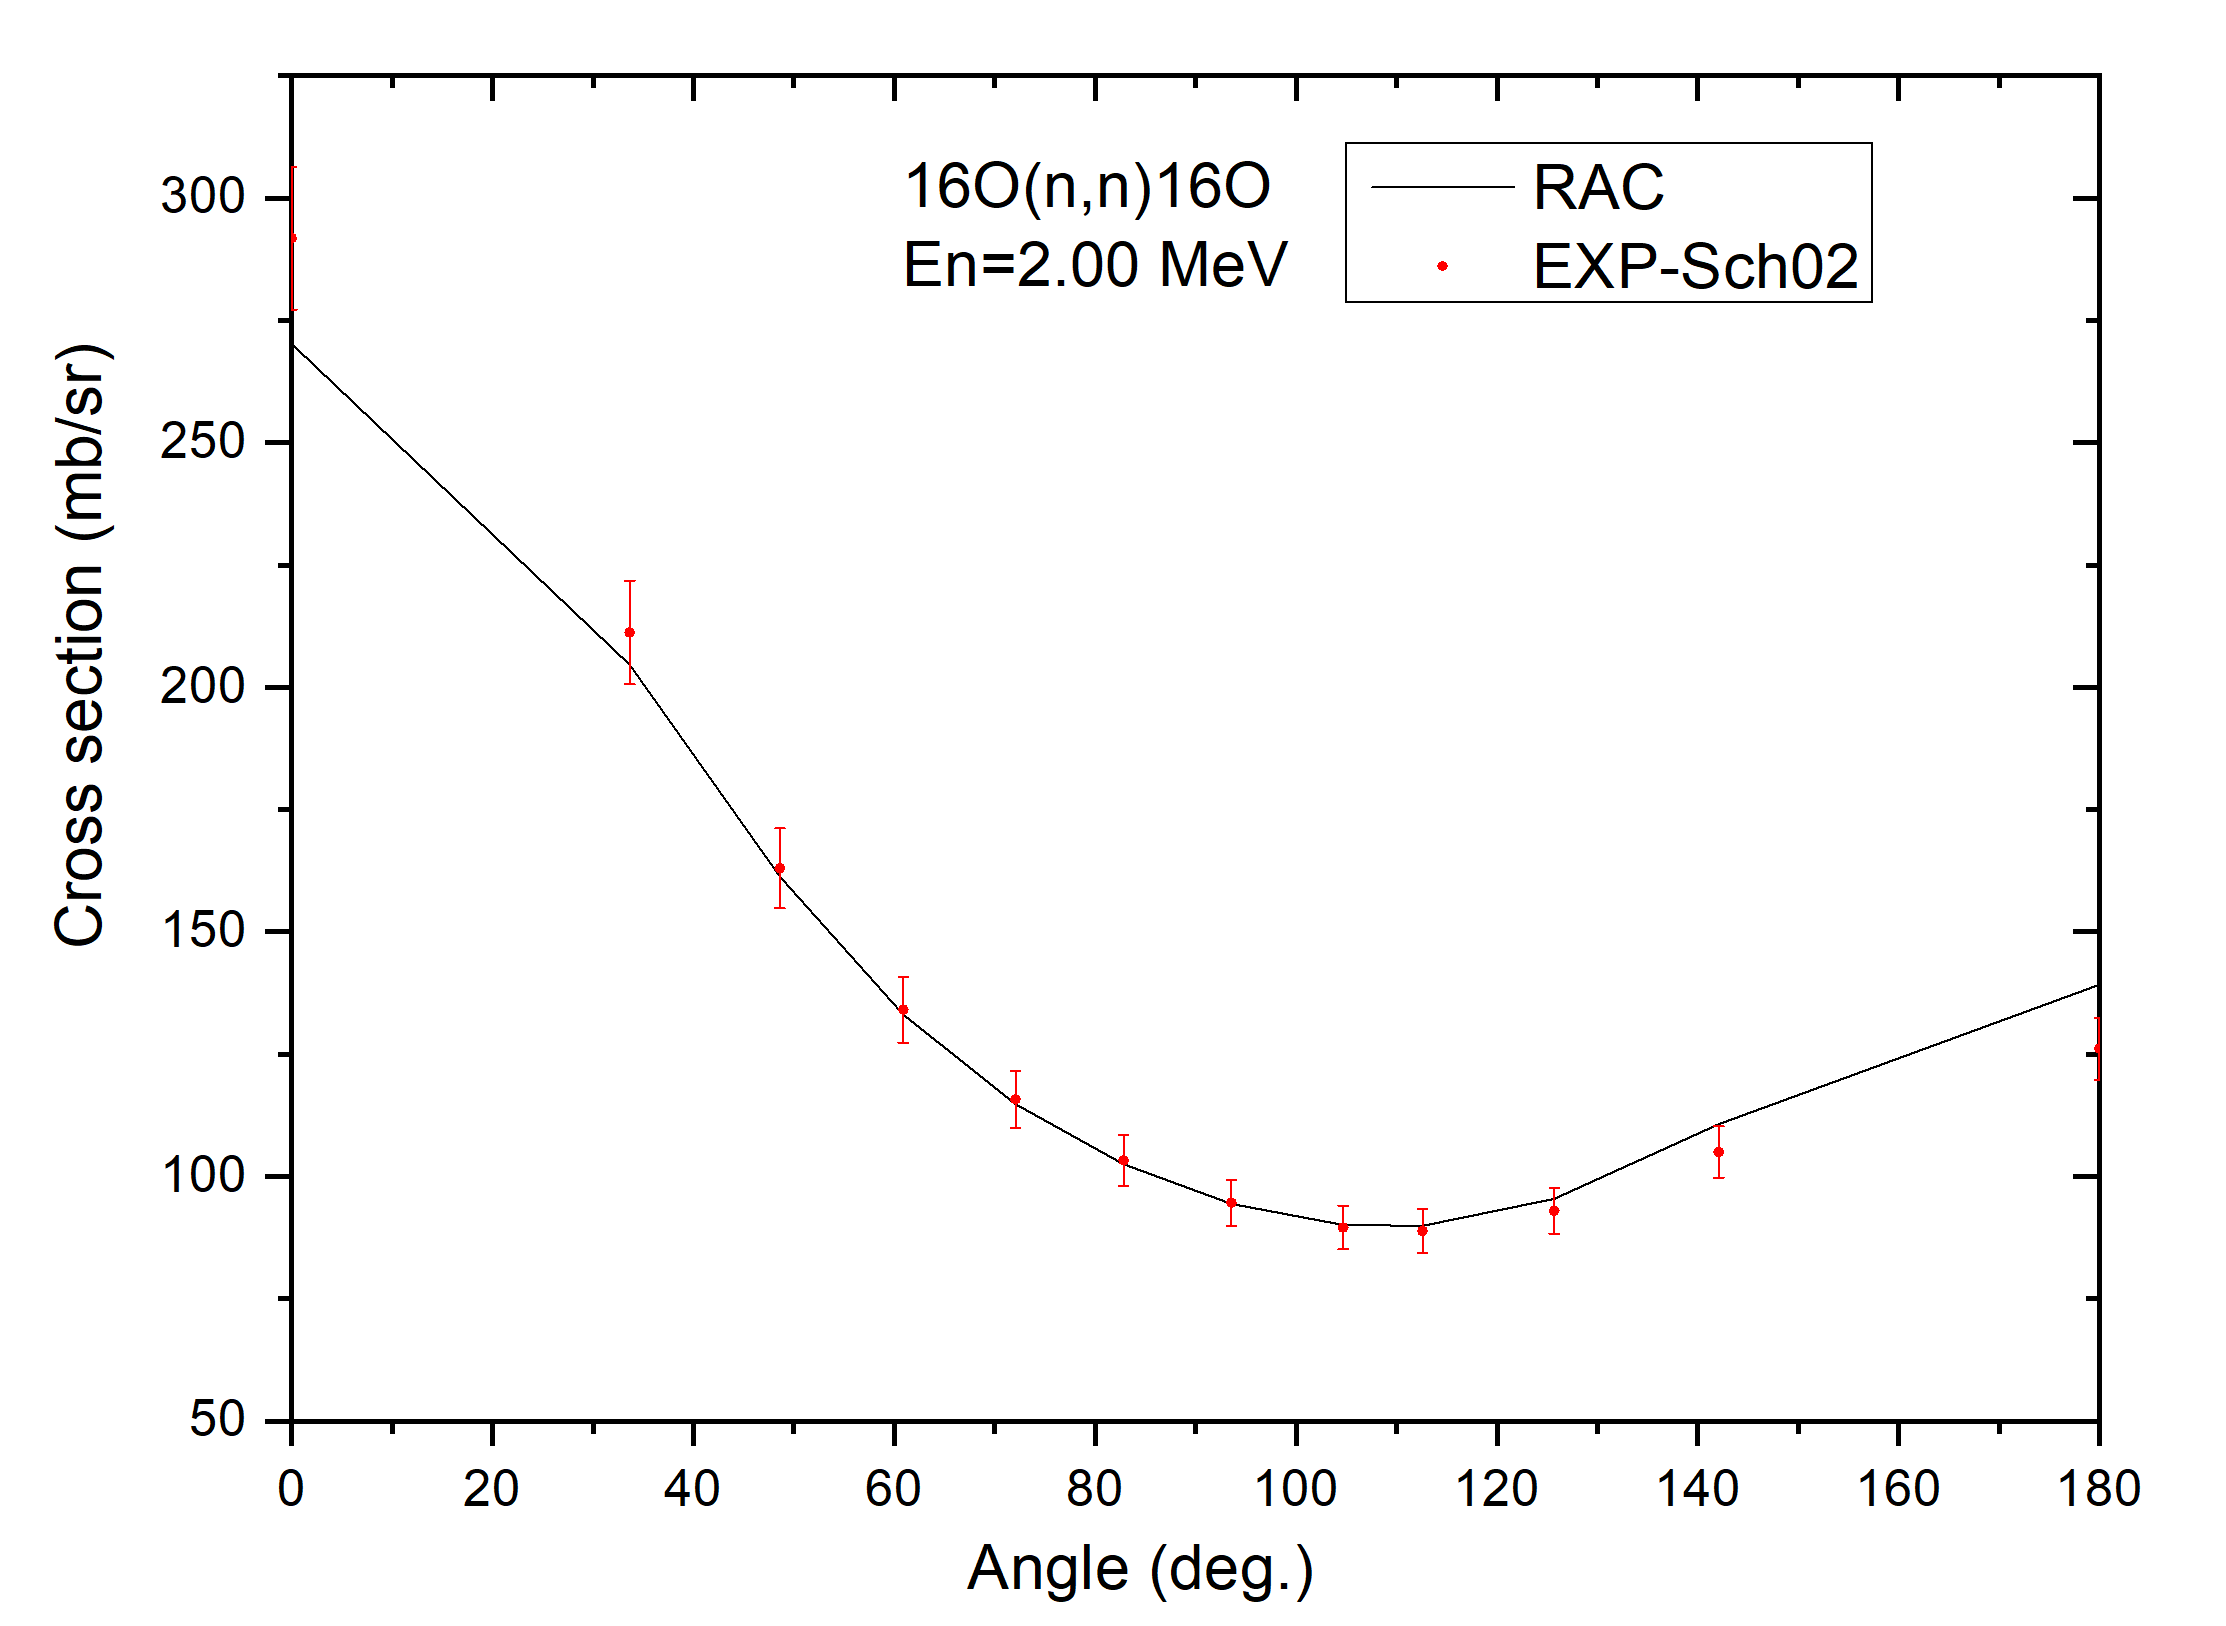 16O(n,n)16O
En=2.00 MeV
RAC
EXP-Sch02
Cross section (mb/sr)
300
250
200
150
100
50
0 20 40 60 80 100 120 140 160 180
Angle (deg.)